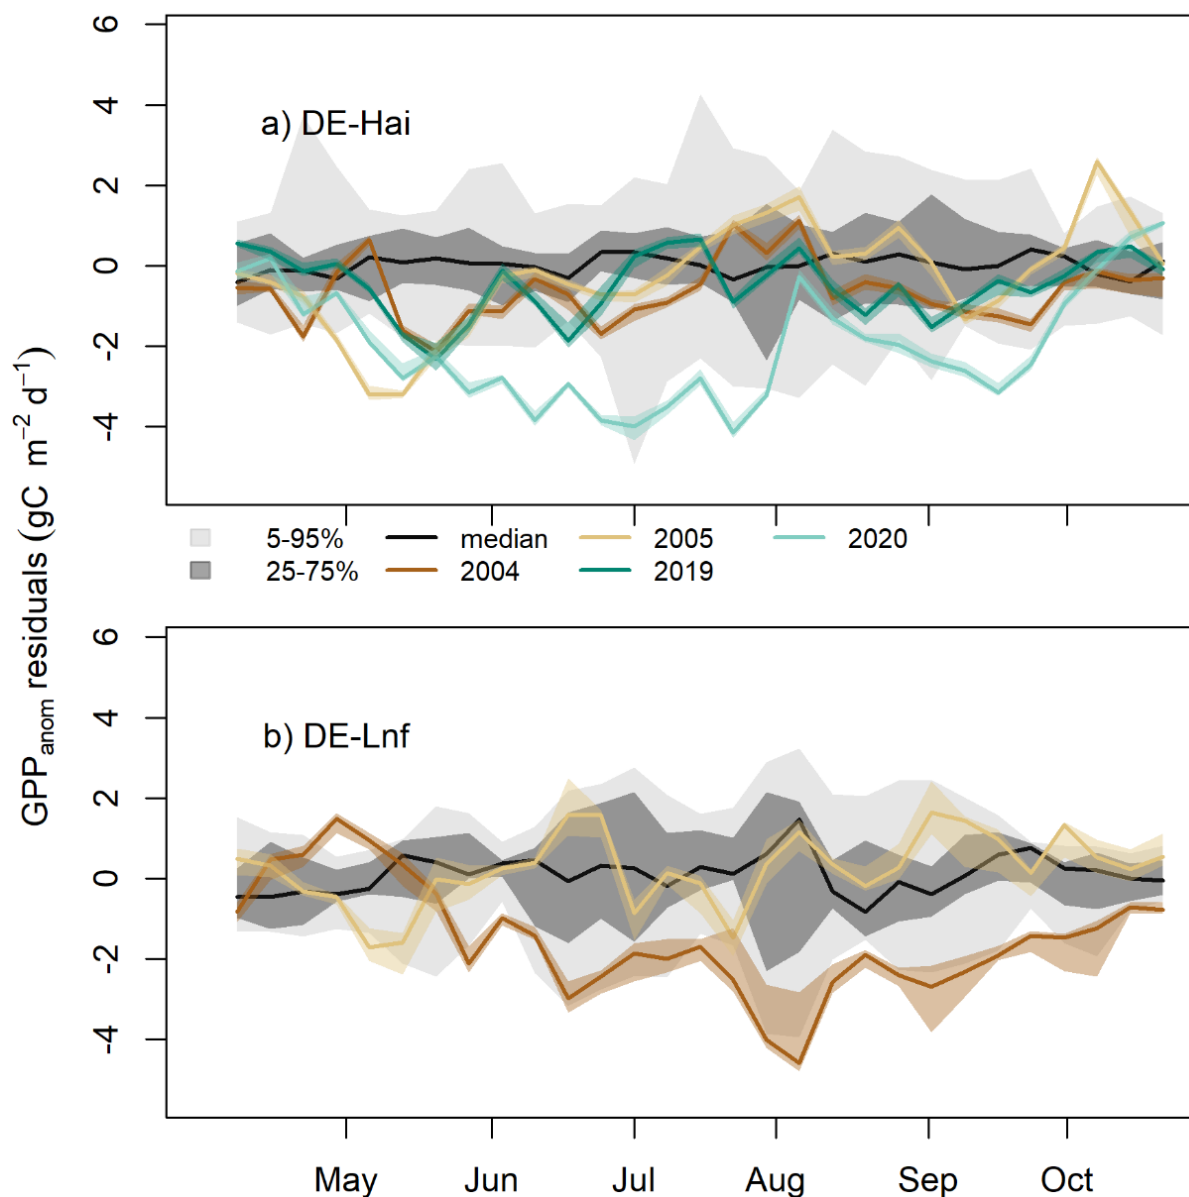 6
4
2
0
-2
-4
a) DE-Hai
5-95% median 2005 2020
25-75% 2004 2019
GPPanom residuals (gC m−2 d−1)
6
4
2
0
-2
-4
b) DE-Lnf
May Jun Jul Aug Sep Oct